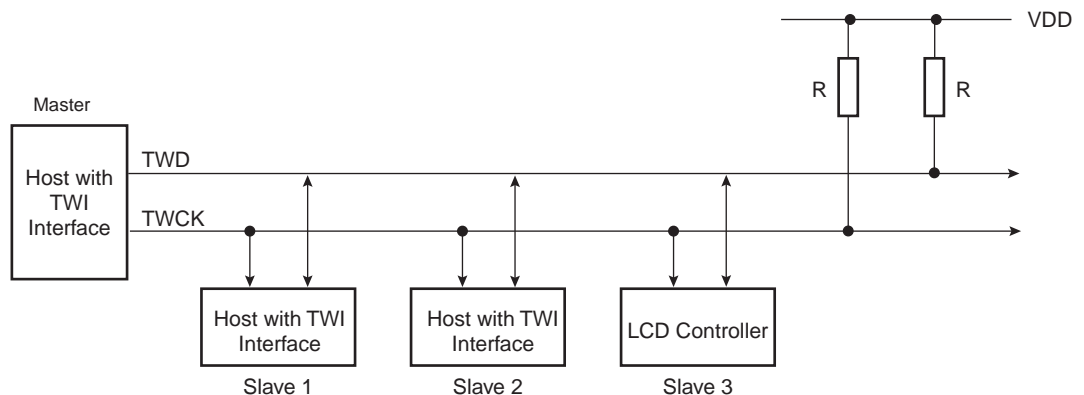 VDD
R
R
Master
Host with
TWI
Interface
TWD
TWCK
Host with TWI
Interface
Host with TWI
Interface
LCD Controller
Slave 1
Slave 2
Slave 3